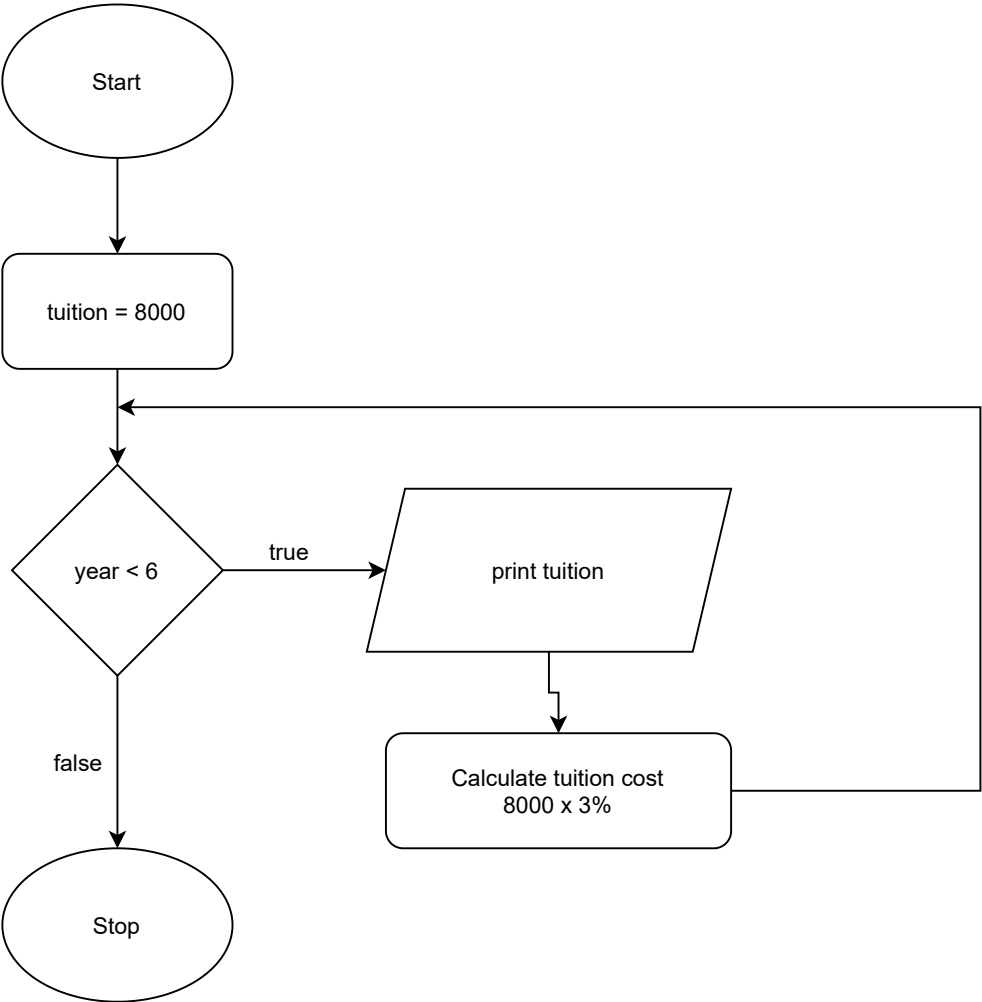 Start
tuition = 8000
year < 6
true
print tuition
false
Calculate tuition cost
8000 x 3%
Stop